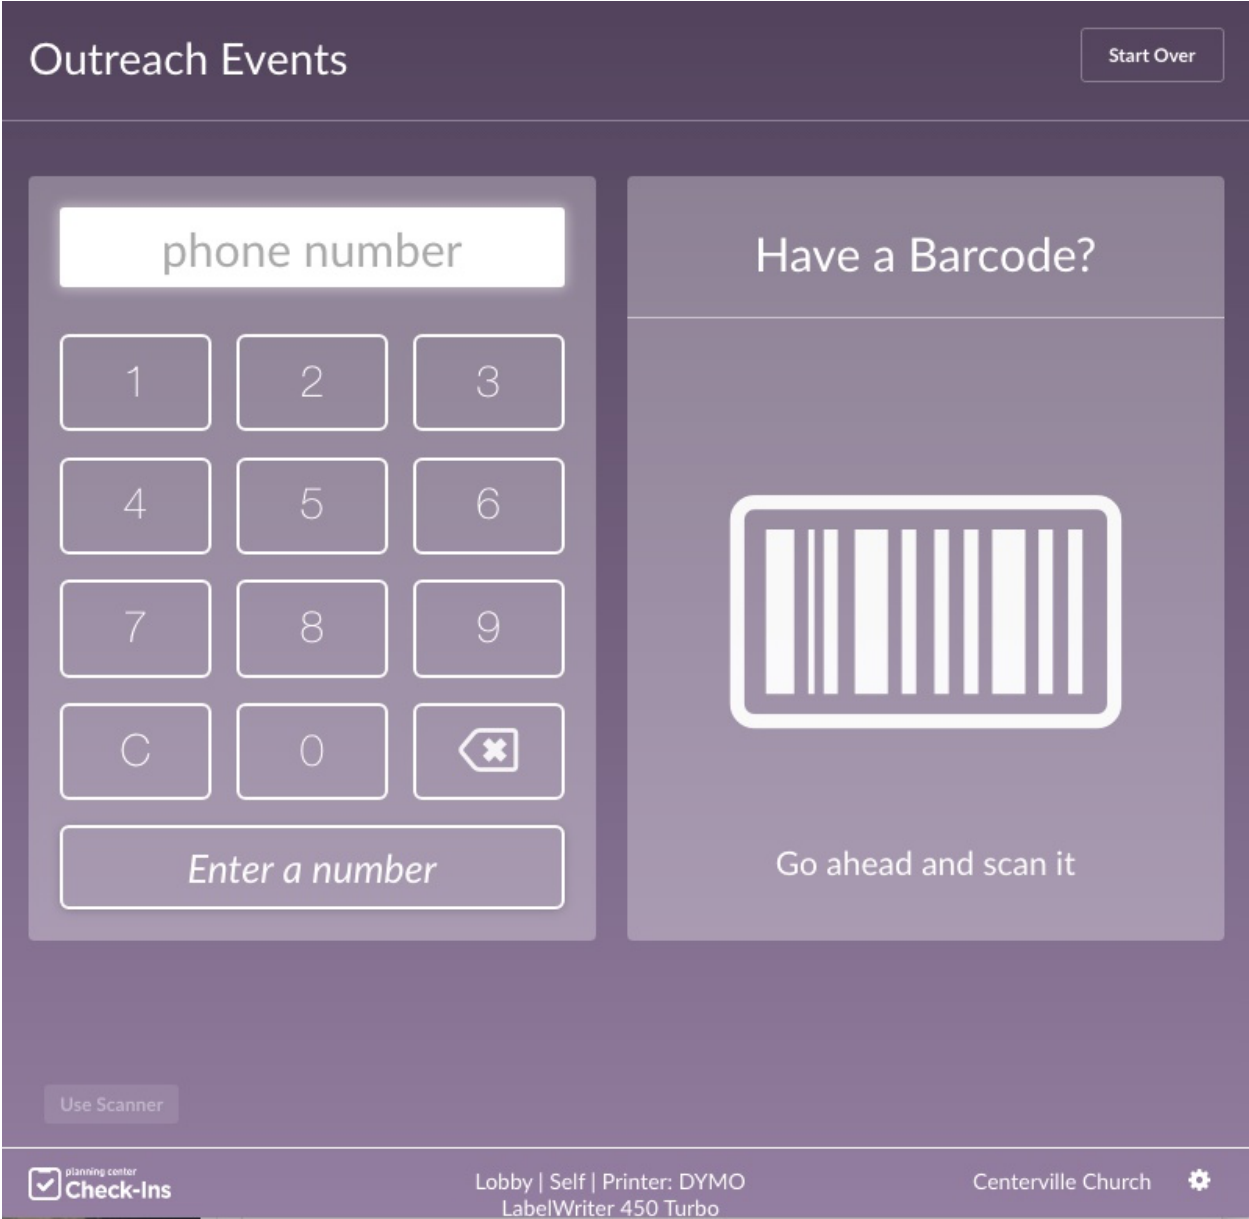 Outreach Events
Start Over
phone number
1 2 3
4 5 6
7 8 9
C 0
Enter a number
Have a Barcode?
Go ahead and scan it
Use Scanner
planning center
Check-Ins
Lobby | Self | Printer: DYMO
LabelWriter 450 Turbo
Centerville Church